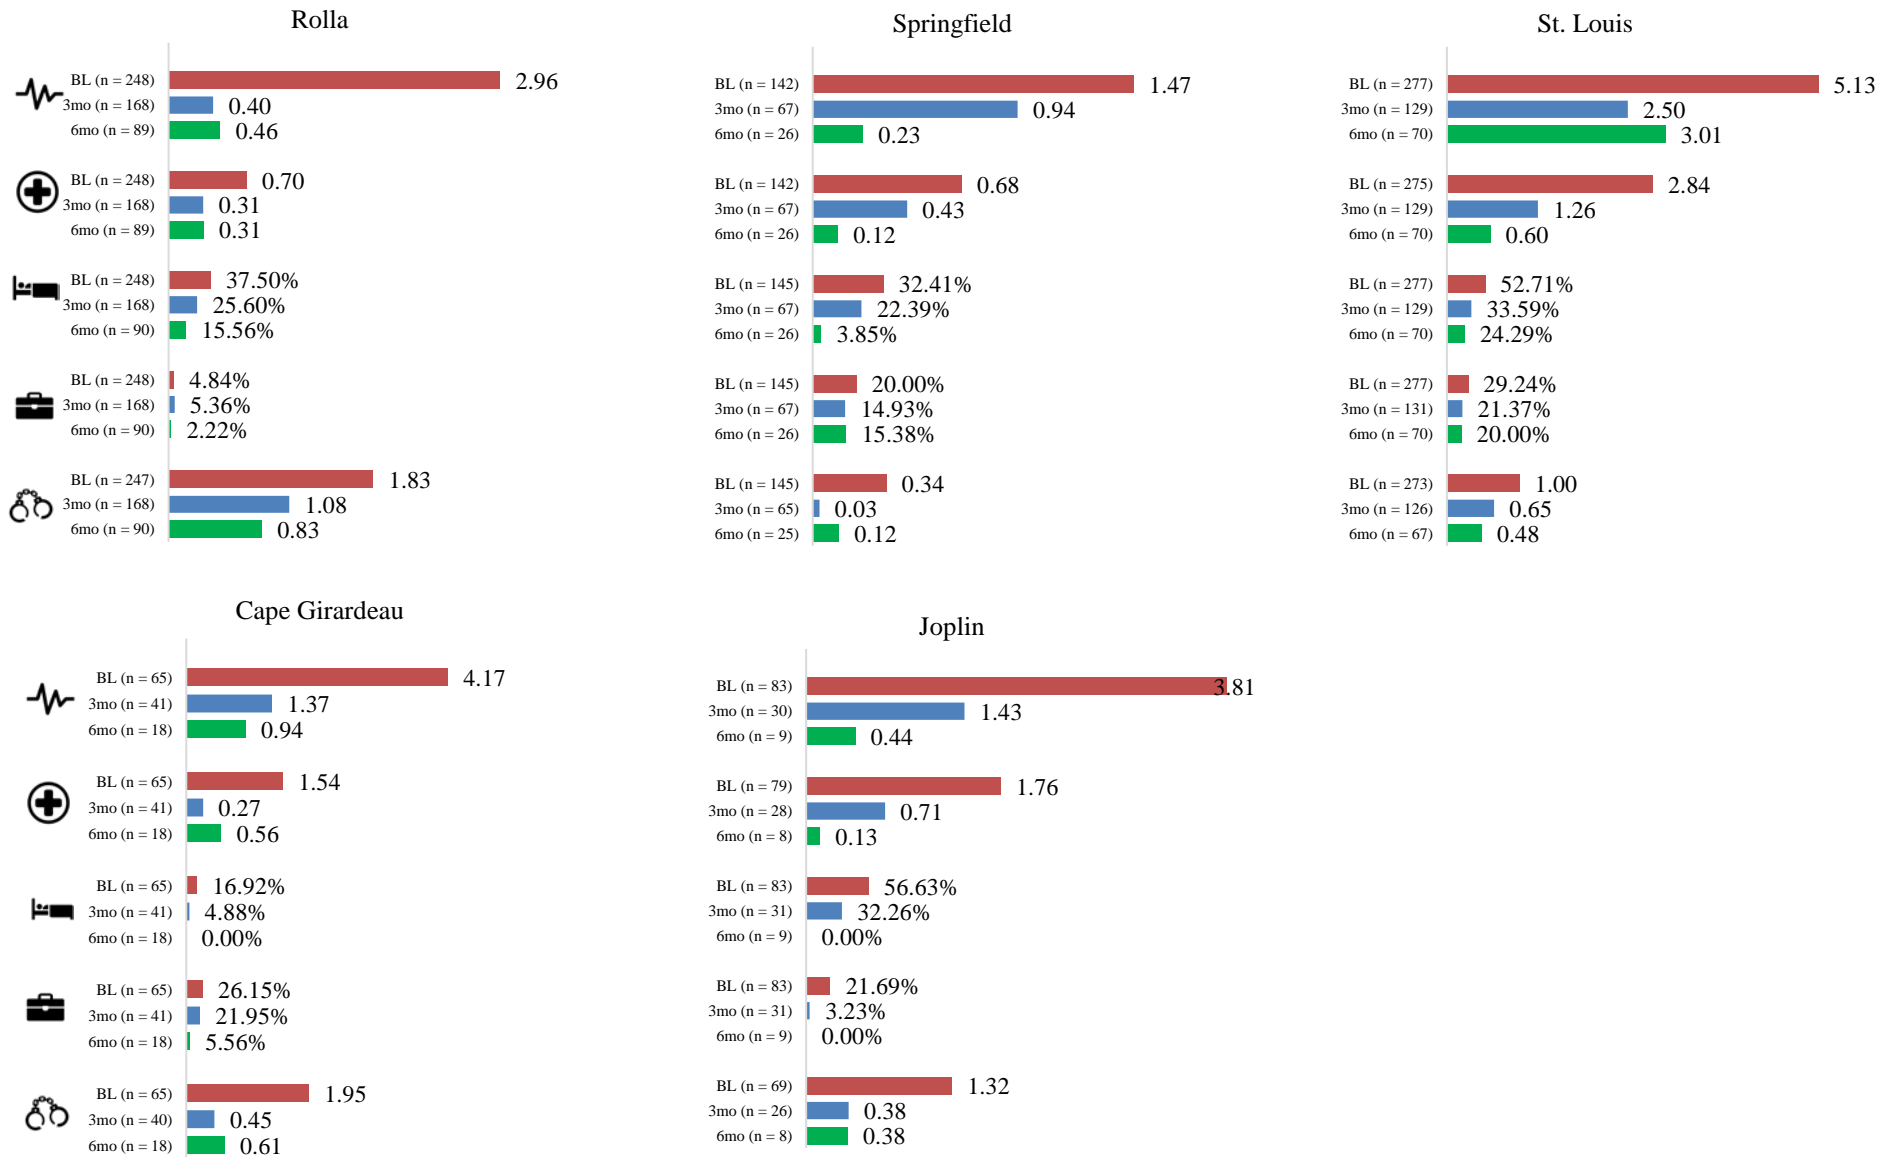 Rolla
BL (n = 248) 2.96
3mo (n = 168) 0.40
6mo (n = 89) 0.46
BL (n = 248) 0.70
3mo (n = 168) 0.31
6mo (n = 89) 0.31
BL (n = 248) 37.50%
3mo (n = 168) 25.60%
6mo (n = 90) 15.56%
BL (n = 248) 4.84%
3mo (n = 168) 5.36%
6mo (n = 90) 2.22%
BL (n = 247) 1.83
3mo (n = 168) 1.08
6mo (n = 90) 0.83
Springfield
BL (n = 142) 1.47
3mo (n = 67) 0.94
6mo (n = 26) 0.23
BL (n = 142) 0.68
3mo (n = 67) 0.43
6mo (n = 26) 0.12
BL (n = 145) 32.41%
3mo (n = 67) 22.39%
6mo (n = 26) 3.85%
BL (n = 145) 20.00%
3mo (n = 67) 14.93%
6mo (n = 26) 15.38%
BL (n = 145) 0.34
3mo (n = 65) 0.03
6mo (n = 25) 0.12
St. Louis
BL (n = 277) 5.13
3mo (n = 129) 2.50
6mo (n = 70) 3.01
BL (n = 275) 2.84
3mo (n = 129) 1.26
6mo (n = 70) 0.60
BL (n = 277) 52.71%
3mo (n = 129) 33.59%
6mo (n = 70) 24.29%
BL (n = 277) 29.24%
3mo (n = 131) 21.37%
6mo (n = 70) 20.00%
BL (n = 273) 1.00
3mo (n = 126) 0.65
6mo (n = 67) 0.48
Cape Girardeau
BL (n = 65) 4.17
3mo (n = 41) 1.37
6mo (n = 18) 0.94
BL (n = 65) 1.54
3mo (n = 41) 0.27
6mo (n = 18) 0.56
BL (n = 65) 16.92%
3mo (n = 41) 4.88%
6mo (n = 18) 0.00%
BL (n = 65) 26.15%
3mo (n = 41) 21.95%
6mo (n = 18) 5.56%
BL (n = 65) 1.95
3mo (n = 40) 0.45
6mo (n = 18) 0.61
Joplin
BL (n = 83) 3.81
3mo (n = 30) 1.43
6mo (n = 9) 0.44
BL (n = 79) 1.76
3mo (n = 28) 0.71
6mo (n = 8) 0.13
BL (n = 83) 56.63%
3mo (n = 31) 32.26%
6mo (n = 9) 0.00%
BL (n = 83) 21.69%
3mo (n = 31) 3.23%
6mo (n = 9) 0.00%
BL (n = 69) 1.32
3mo (n = 26) 0.38
6mo (n = 8) 0.38